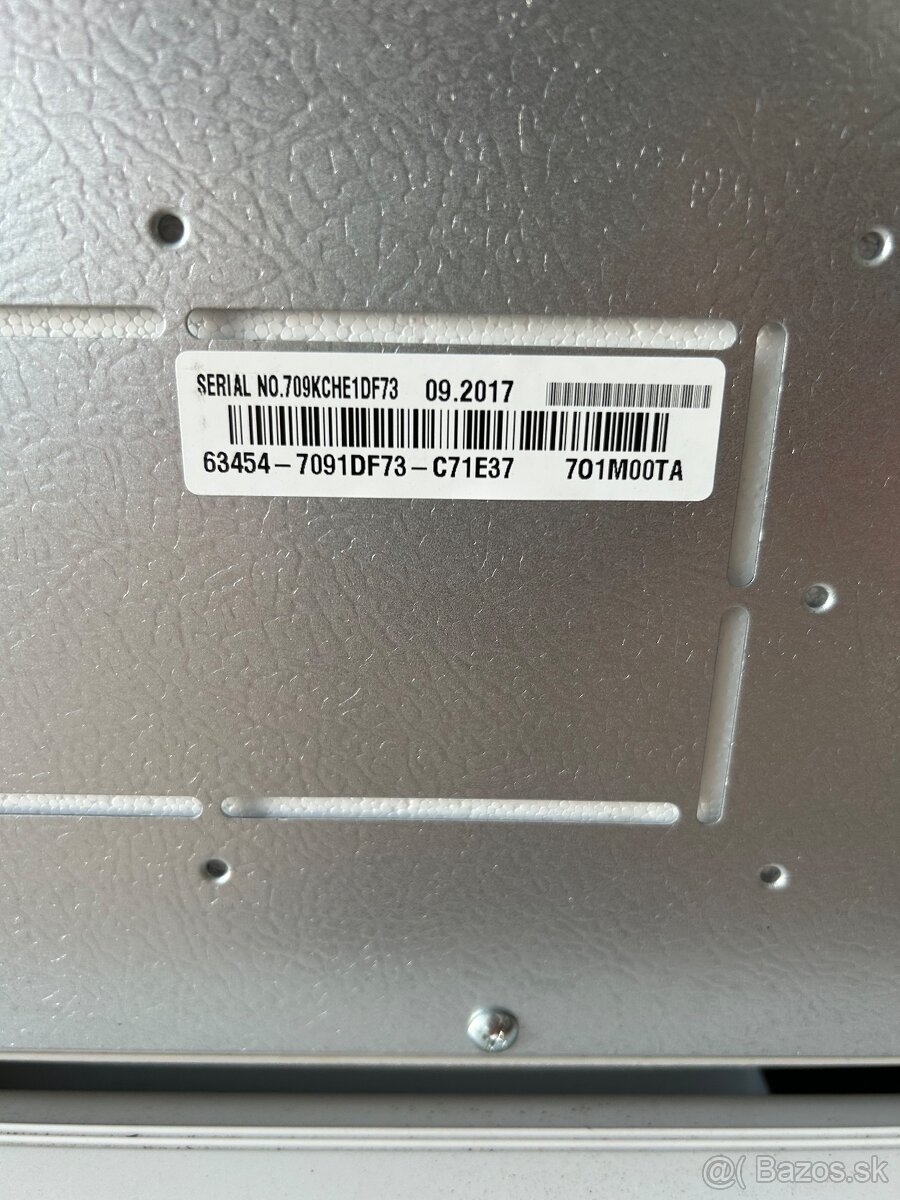 SERIAL NO.709KCHE1DF73 09.2017
63454-7091DF73-C71E37 701M00TA
@( Bazos.sk